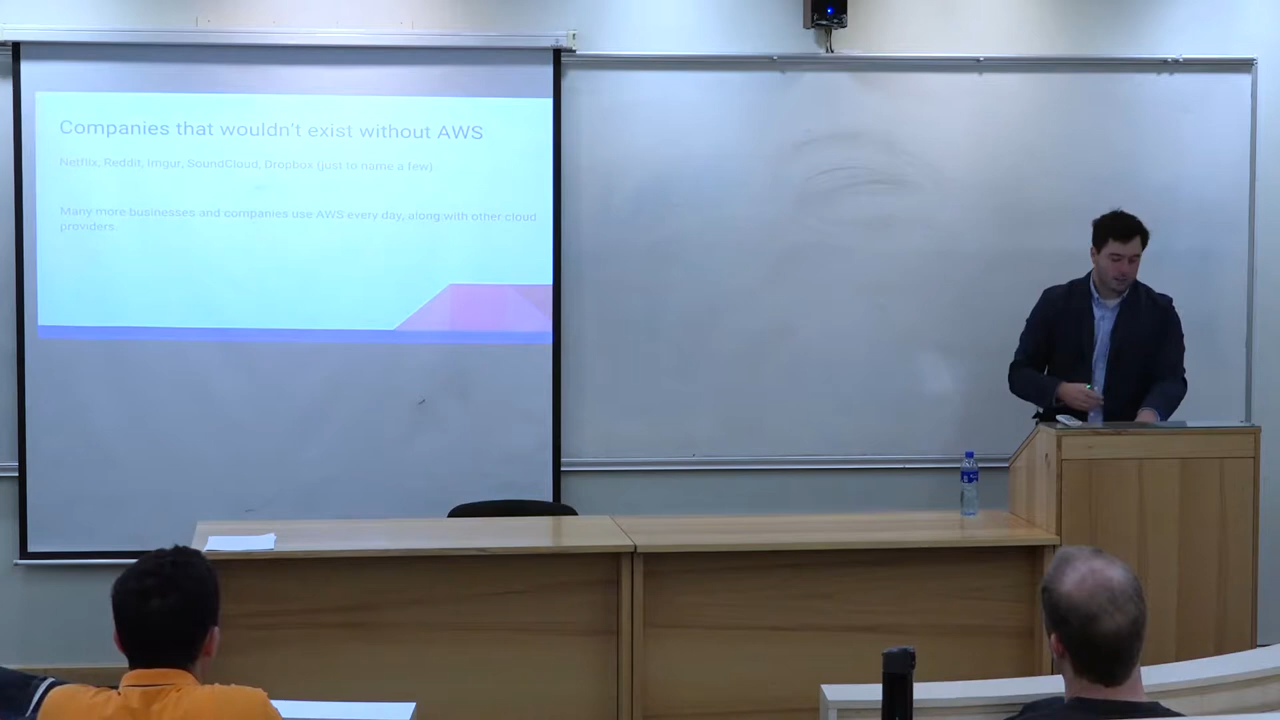 Companies that wouldn't exist without AWS
Netflix, Reddit, Imgur, SoundCloud, Dropbox (just to name a few)
Many more businesses and companies use AWS every day, along with other cloud
providers.